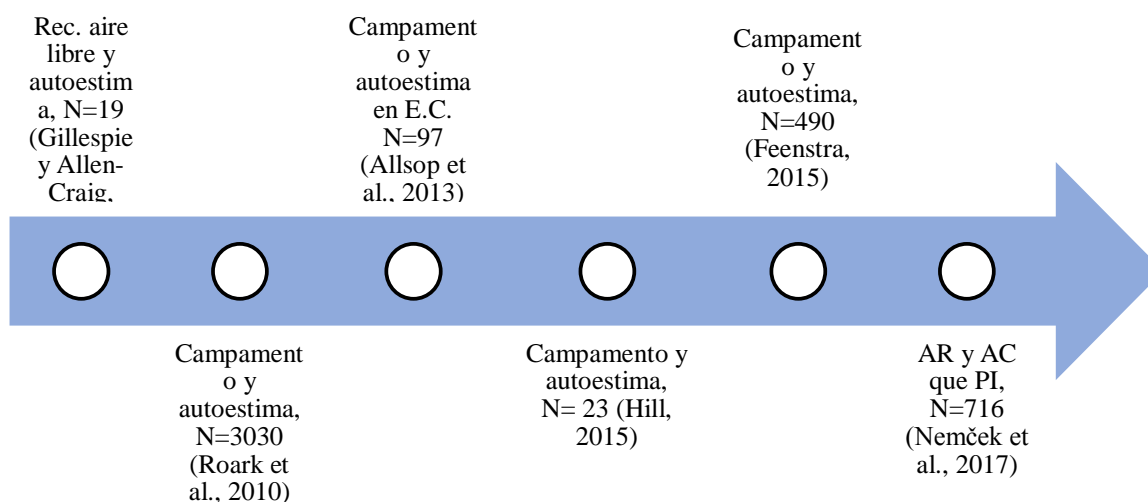 Rec. aire
libre y
autoestim
a, N=19
(Gillespie
y Allen-
Craig,
Campament
o y
autoestima,
N=3030
(Roark et
al., 2010)
Campament
o y
autoestima
en E.C.
N=97
(Allsop et
al., 2013)
Campamento y
autoestima,
N= 23 (Hill,
2015)
Campament
o y
autoestima,
N=490
(Feenstra,
2015)
AR y AC
que PI,
N=716
(Nemček et
al., 2017)